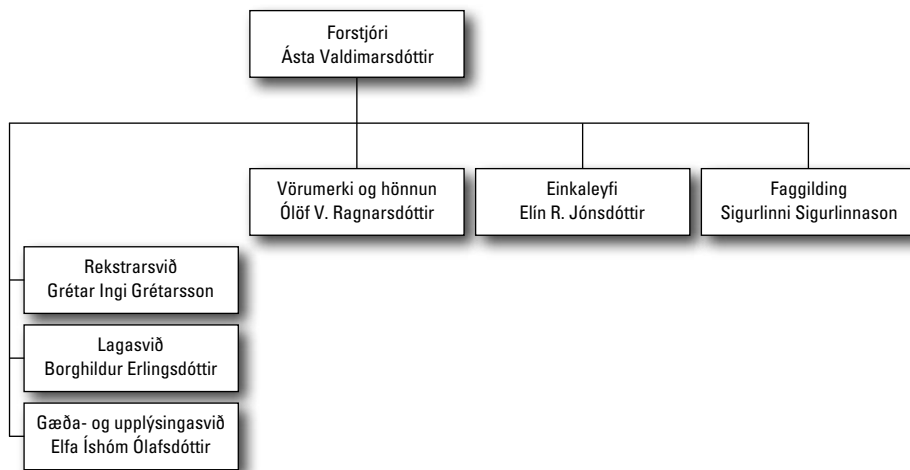 Forstjóri
Ásta Valdimarsdóttir
Vörumerki og hönnun
Ólöf V. Ragnarsdóttir
Einkaleyfi
Elín R. Jónsdóttir
Faggilding
Sigurlinni Sigurlinnason
Rekstrarsvið
Grétar Ingi Grétarsson
Lagasvið
Borghildur Erlingsdóttir
Gæða- og upplýsingasvið
Elfa Íshóm Ólafsdóttir